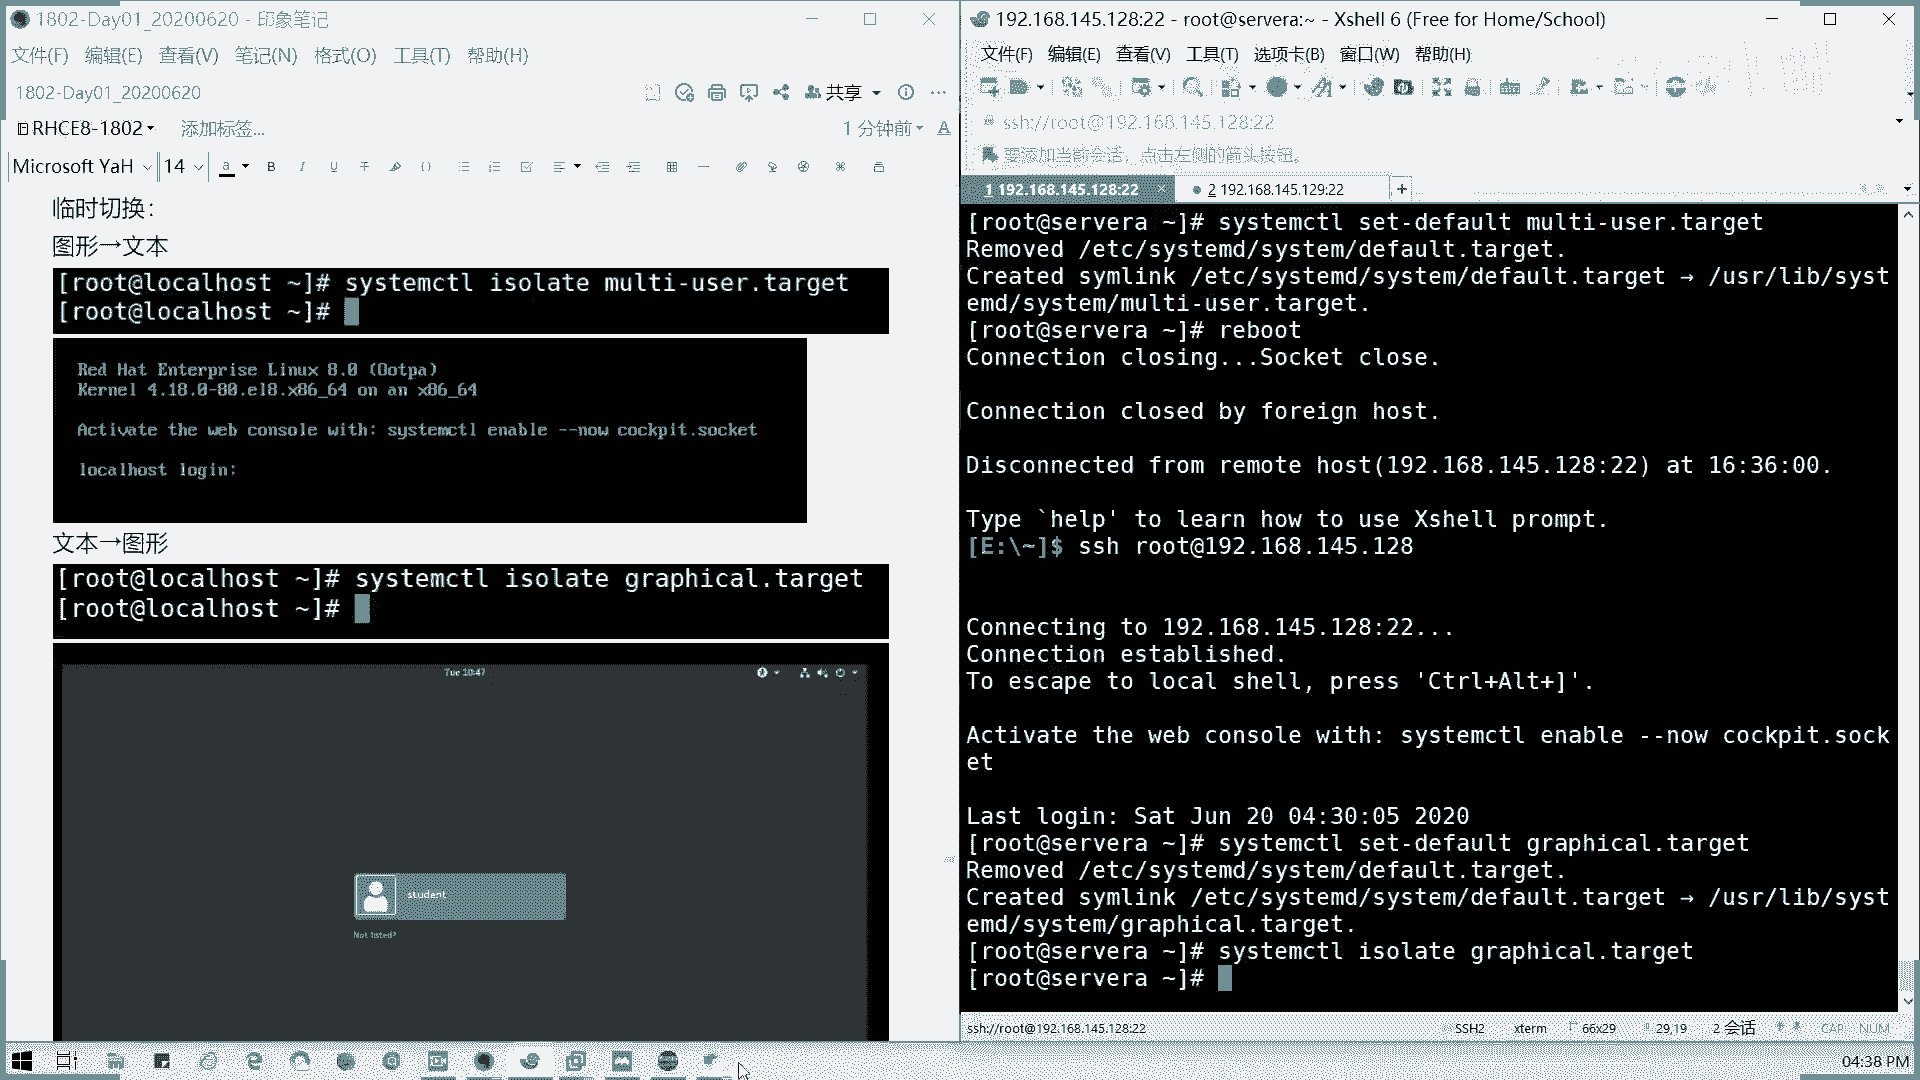 1802-Day01_20200620 - 印象笔记
文件(F) 编辑(E) 查看(V) 笔记(N) 格式(O) 工具(T) 帮助(H)
1802-Day01_20200620
共享
RHCE8-1802
添加标签...
1 分钟前
Microsoft YaH 14
临时切换：
图形→文本
[root@localhost ~]# systemctl isolate multi-user.target
[root@localhost ~]#
Red Hat Enterprise Linux 8.0 (Ootpa)
Kernel 4.18.0-80.el8.x86_64 on an x86_64
Activate the web console with: systemctl enable --now cockpit.socket
localhost login:
文本→图形
[root@localhost ~]# systemctl isolate graphical.target
[root@localhost ~]#
student
Not listed?
192.168.145.128:22 - root@servera:~ - Xshell 6 (Free for Home/School)
文件(F) 编辑(E) 查看(V) 工具(T) 选项卡(B) 窗口(W) 帮助(H)
ssh://root@192.168.145.128:22
要添加当前会话，点击左侧的箭头按钮。
1 192.168.145.128:22 × 2 192.168.145.129:22 +
[root@servera ~]# systemctl set-default multi-user.target
Removed /etc/systemd/system/default.target.
Created symlink /etc/systemd/system/default.target → /usr/lib/syst
emd/system/multi-user.target.
[root@servera ~]# reboot
Connection closing...Socket close.
Connection closed by foreign host.
Disconnected from remote host(192.168.145.128:22) at 16:36:00.
Type `help' to learn how to use Xshell prompt.
[E:\~]$ ssh root@192.168.145.128
Connecting to 192.168.145.128:22...
Connection established.
To escape to local shell, press 'Ctrl+Alt+]'.
Activate the web console with: systemctl enable --now cockpit.sock
et
Last login: Sat Jun 20 04:30:05 2020
[root@servera ~]# systemctl set-default graphical.target
Removed /etc/systemd/system/default.target.
Created symlink /etc/systemd/system/default.target → /usr/lib/syst
emd/system/graphical.target.
[root@servera ~]# systemctl isolate graphical.target
[root@servera ~]#
ssh://root@192.168.145.128:22 SSH2 xterm 66x29 29,19 2 会话 CAP NUM
04:38 PM